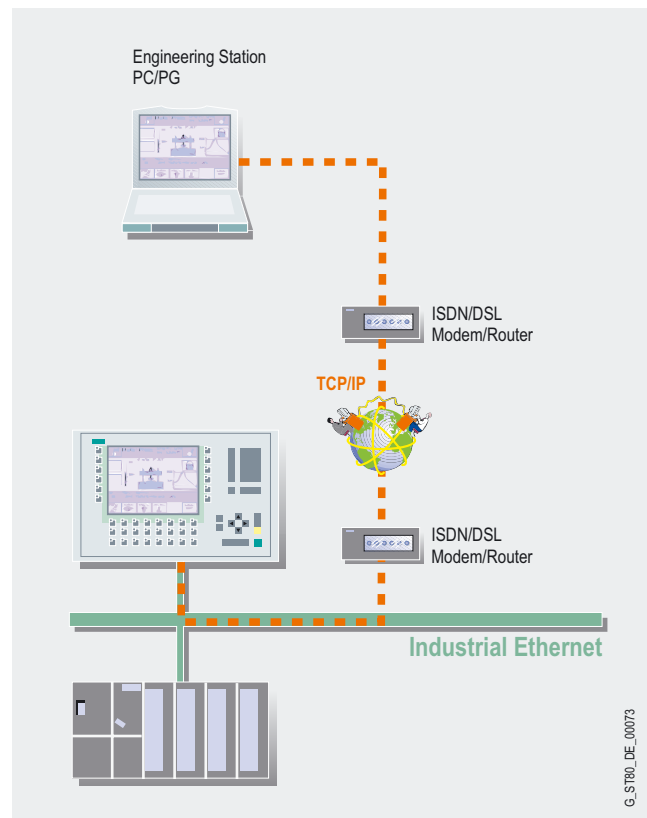 Engineering Station
PC/PG
ISDN/DSL
Modem/Router
TCP/IP
ISDN/DSL
Modem/Router
Industrial Ethernet
G_ST80_DE_00073